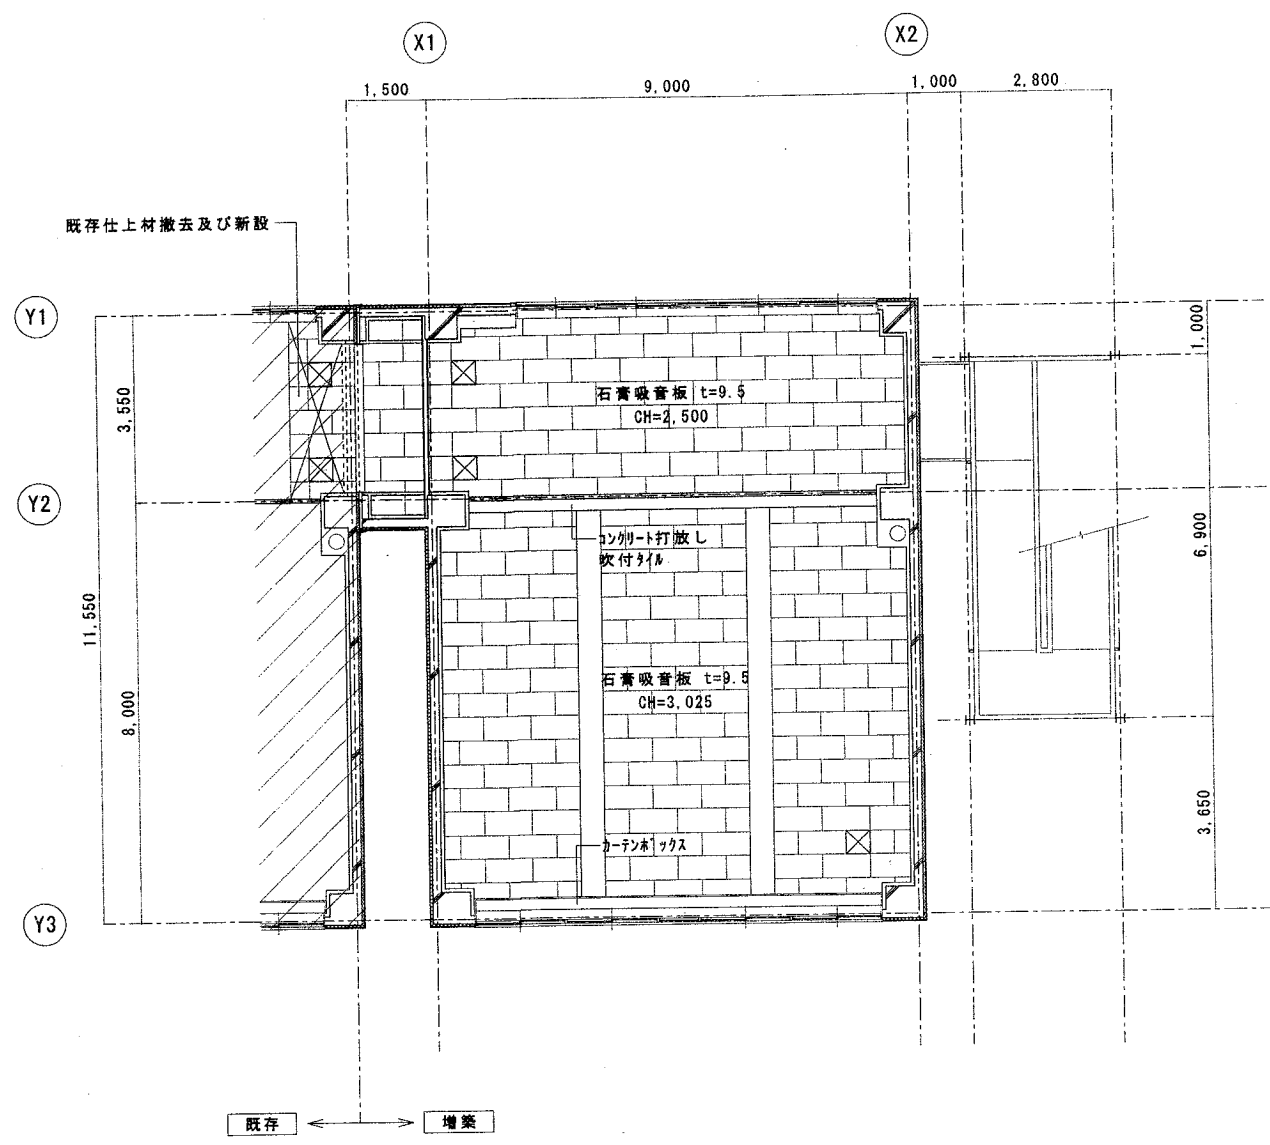 X1
X2
1,500
9,000
1,000
2,800
既存仕上材撤去及び新設
Y1
1,000
3,550
石膏吸音板 t=9.5
CH=2,500
Y2
コンクリート打放し
吹付タイル
6,900
11,550
8,000
石膏吸音板 t=9.5
CH=3,025
3,650
カーテンボックス
Y3
既存
増築